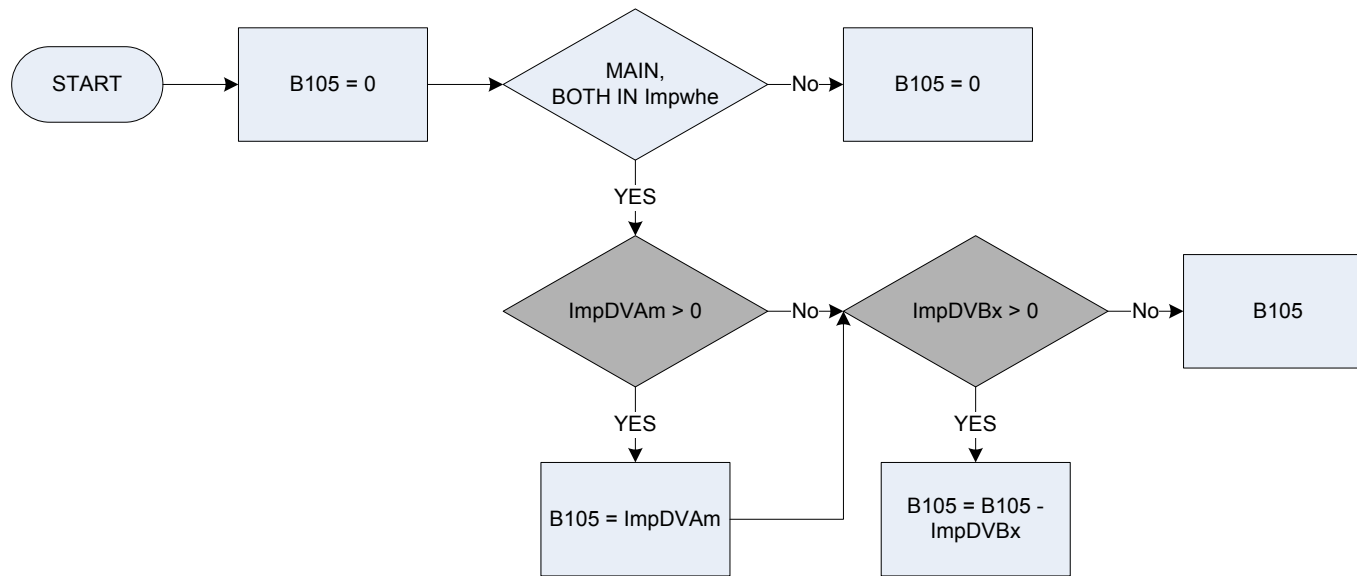 START
B105 = 0
MAIN,
BOTH IN Impwhe
No
B105 = 0
YES
ImpDVAm > 0
No
ImpDVBx > 0
No
B105
YES
YES
B105 = ImpDVAm
B105 = B105 -
ImpDVBx